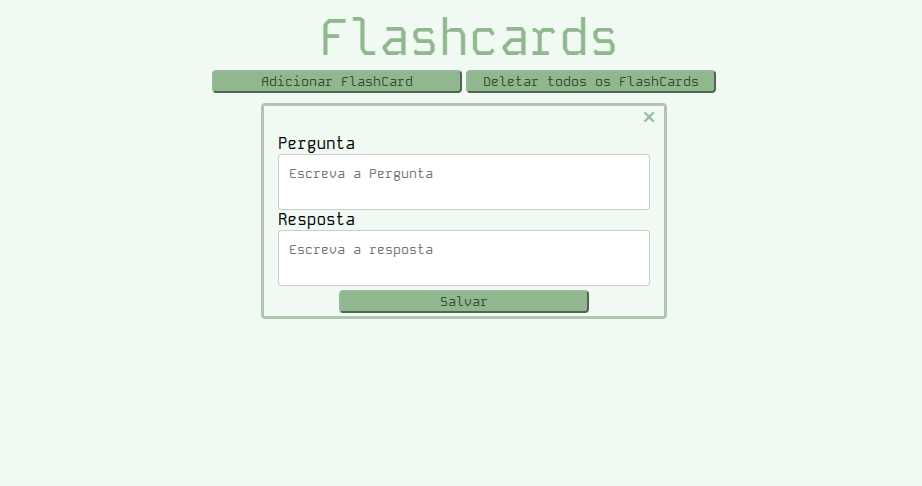 Flashcards
Adicionar FlashCard Deletar todos os FlashCards
×
Pergunta
Escreva a Pergunta
Resposta
Escreva a resposta
Salvar